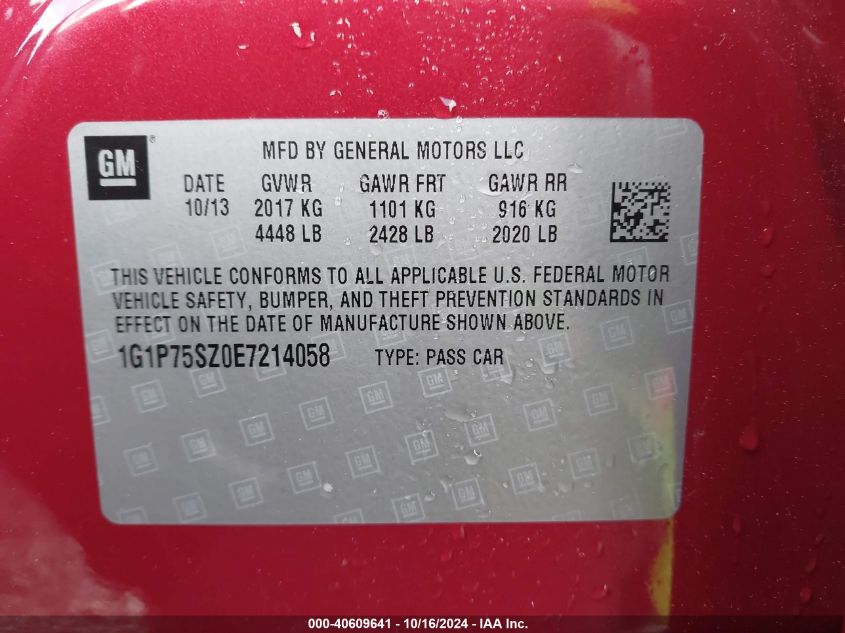 GM
MFD BY GENERAL MOTORS LLC
DATE GVWR GAWR FRT GAWR RR
10/13 2017 KG 1101 KG 916 KG
4448 LB 2428 LB 2020 LB
THIS VEHICLE CONFORMS TO ALL APPLICABLE U.S. FEDERAL MOTOR
VEHICLE SAFETY, BUMPER, AND THEFT PREVENTION STANDARDS IN
EFFECT ON THE DATE OF MANUFACTURE SHOWN ABOVE.
1G1P75SZ0E7214058 TYPE: PASS CAR
000-40609641 - 10/16/2024 - IAA Inc.